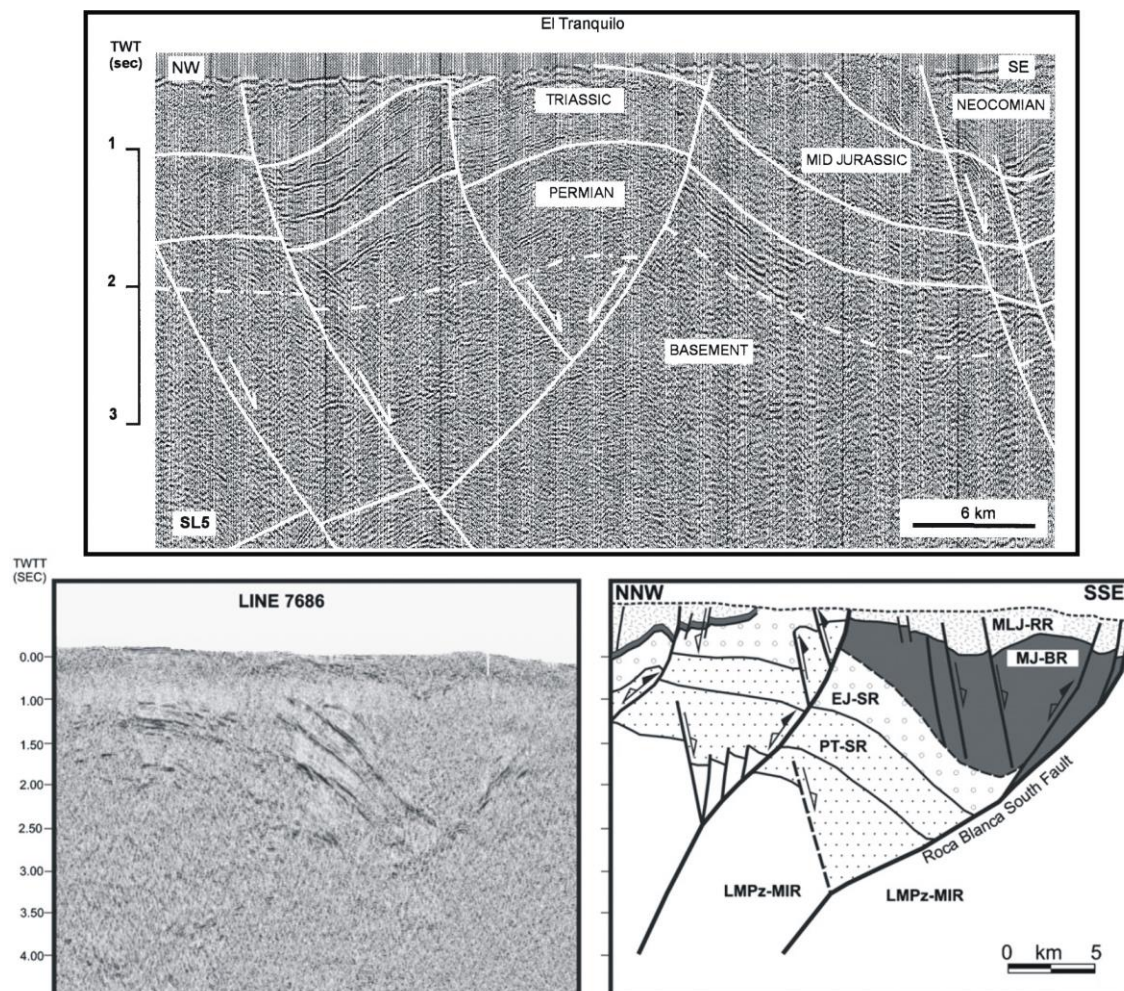 El Tranquilo
TWT
(sec)
NW
SE
TRIASSIC
NEOCOMIAN
1
MID JURASSIC
PERMIAN
2
BASEMENT
3
SL5
6 km
TWTT
(SEC)
LINE 7686
0.00
1.00
1.50
2.00
2.50
3.00
3.50
4.00
NNW
SSE
MLJ-RR
MJ-BR
EJ-SR
PT-SR
Roca Blanca South Fault
LMPz-MIR
LMPz-MIR
0 km 5